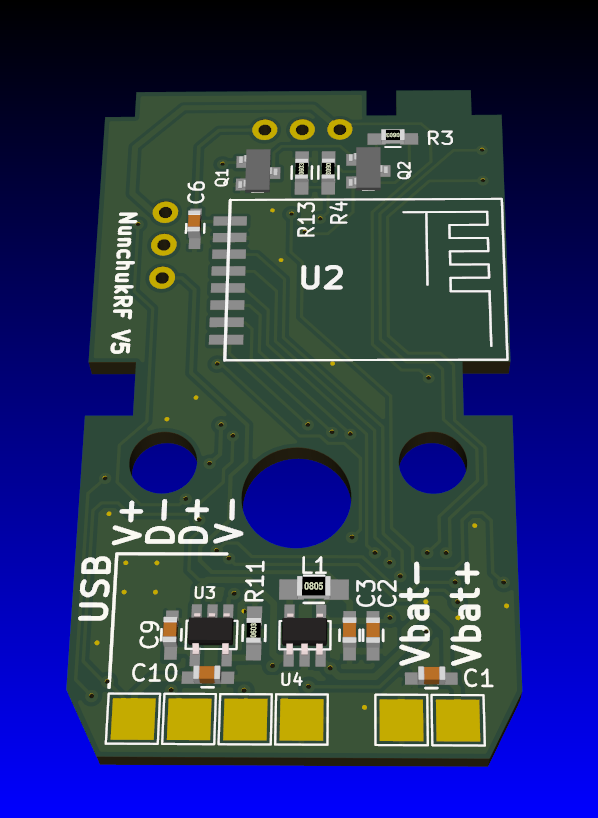 R3
Q1
Q2
C6
R13
R4
NunchukRF V5
U2
V+
D-
D+
V-
USB
L1
0805
R11
U3
C3
C2
Vbat-
Vbat+
C9
C10
U4
C1